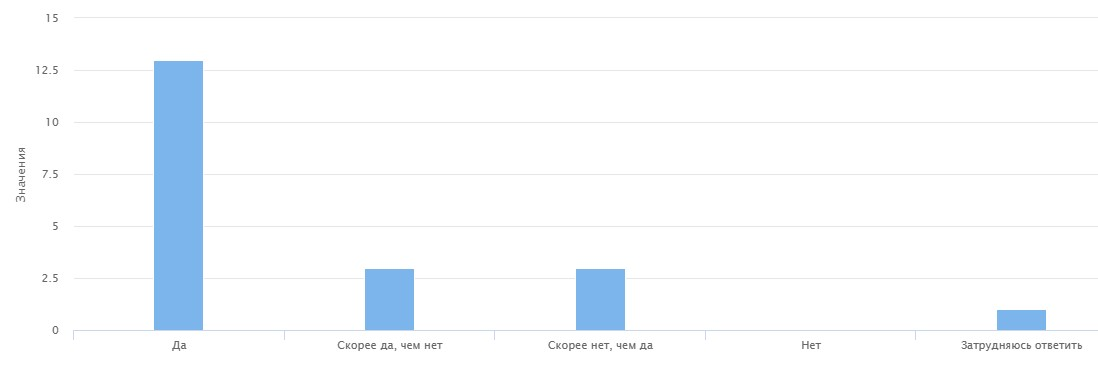 15
12.5
10
7.5
5
2.5
0
Значения
Да
Скорее да, чем нет
Скорее нет, чем да
Нет
Затрудняюсь ответить